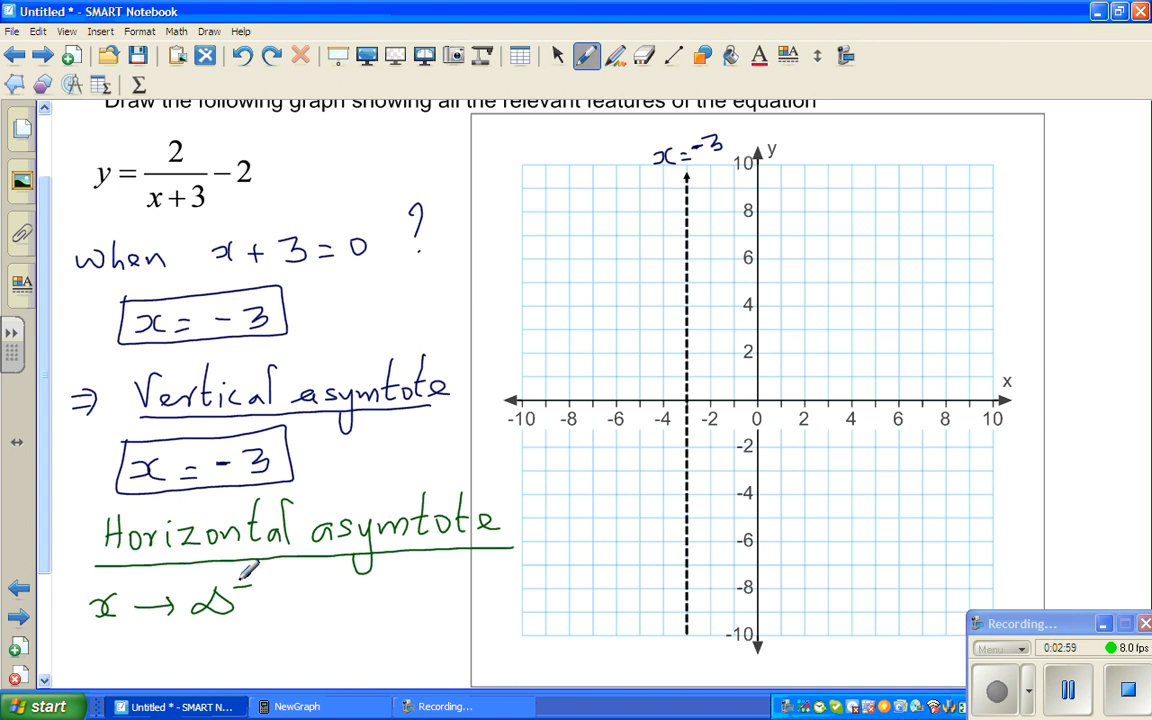 Untitled * - SMART Notebook
File Edit View Insert Format Math Draw Help
Draw the following graph showing all the relevant features of the equation
y = 2/(x+3) − 2
when x + 3 = 0 ?
x = -3
⇒ Vertical asymtote
x = -3
Horizontal asymtote
x → ∞
x = -3
y
10
8
6
4
2
x
-10 -8 -6 -4 -2 0 2 4 6 8 10
-2
-4
-6
-8
-10
Recording...
Menu 0:02:59 8.0 fps
start Untitled * - SMART N... NewGraph Recording...